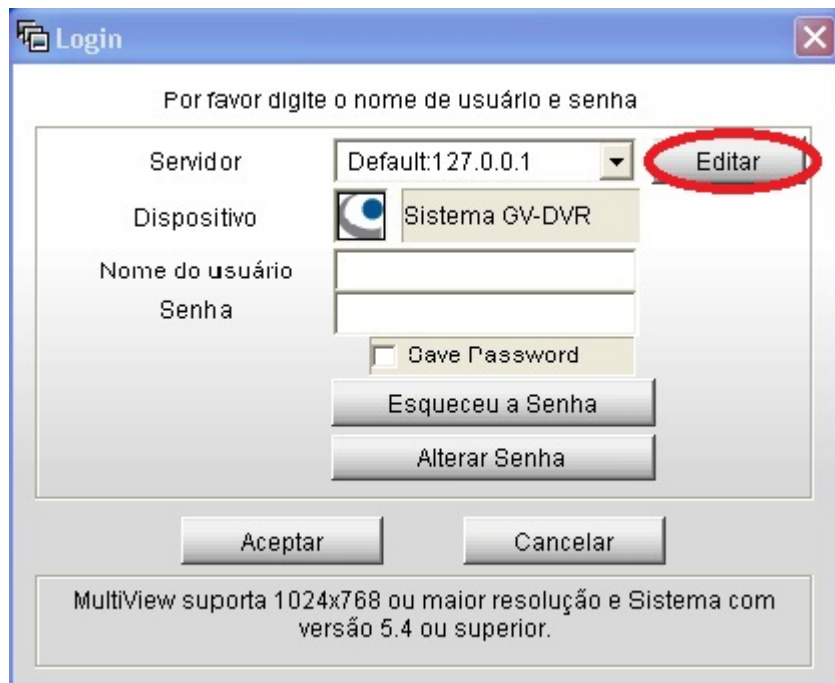 Login
Por favor digite o nome de usuário e senha
Servidor Default:127.0.0.1 Editar
Dispositivo Sistema GV-DVR
Nome do usuário
Senha
Save Password
Esqueceu a Senha
Alterar Senha
Aceptar Cancelar
MultiView suporta 1024x768 ou maior resolução e Sistema com
versão 5.4 ou superior.